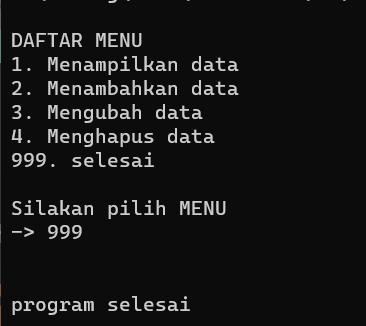 DAFTAR MENU
1. Menampilkan data
2. Menambahkan data
3. Mengubah data
4. Menghapus data
999. selesai
Silakan pilih MENU
-> 999
program selesai